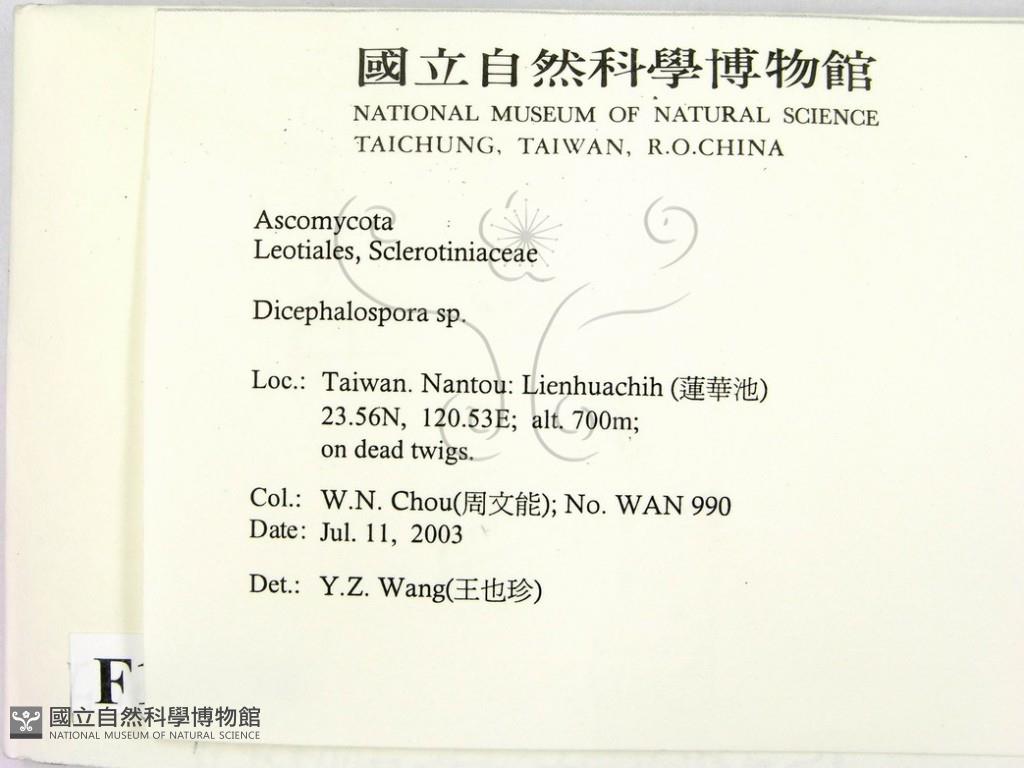 國立自然科學博物館
NATIONAL MUSEUM OF NATURAL SCIENCE
TAICHUNG, TAIWAN, R.O.CHINA
Ascomycota
Leotiales, Sclerotiniaceae
Dicephalospora sp.
Loc.: Taiwan. Nantou: Lienhuachih (蓮華池)
23.56N, 120.53E; alt. 700m;
on dead twigs.
Col.: W.N. Chou(周文能); No. WAN 990
Date: Jul. 11, 2003
Det.: Y.Z. Wang(王也珍)
F
國立自然科學博物館
NATIONAL MUSEUM OF NATURAL SCIENCE